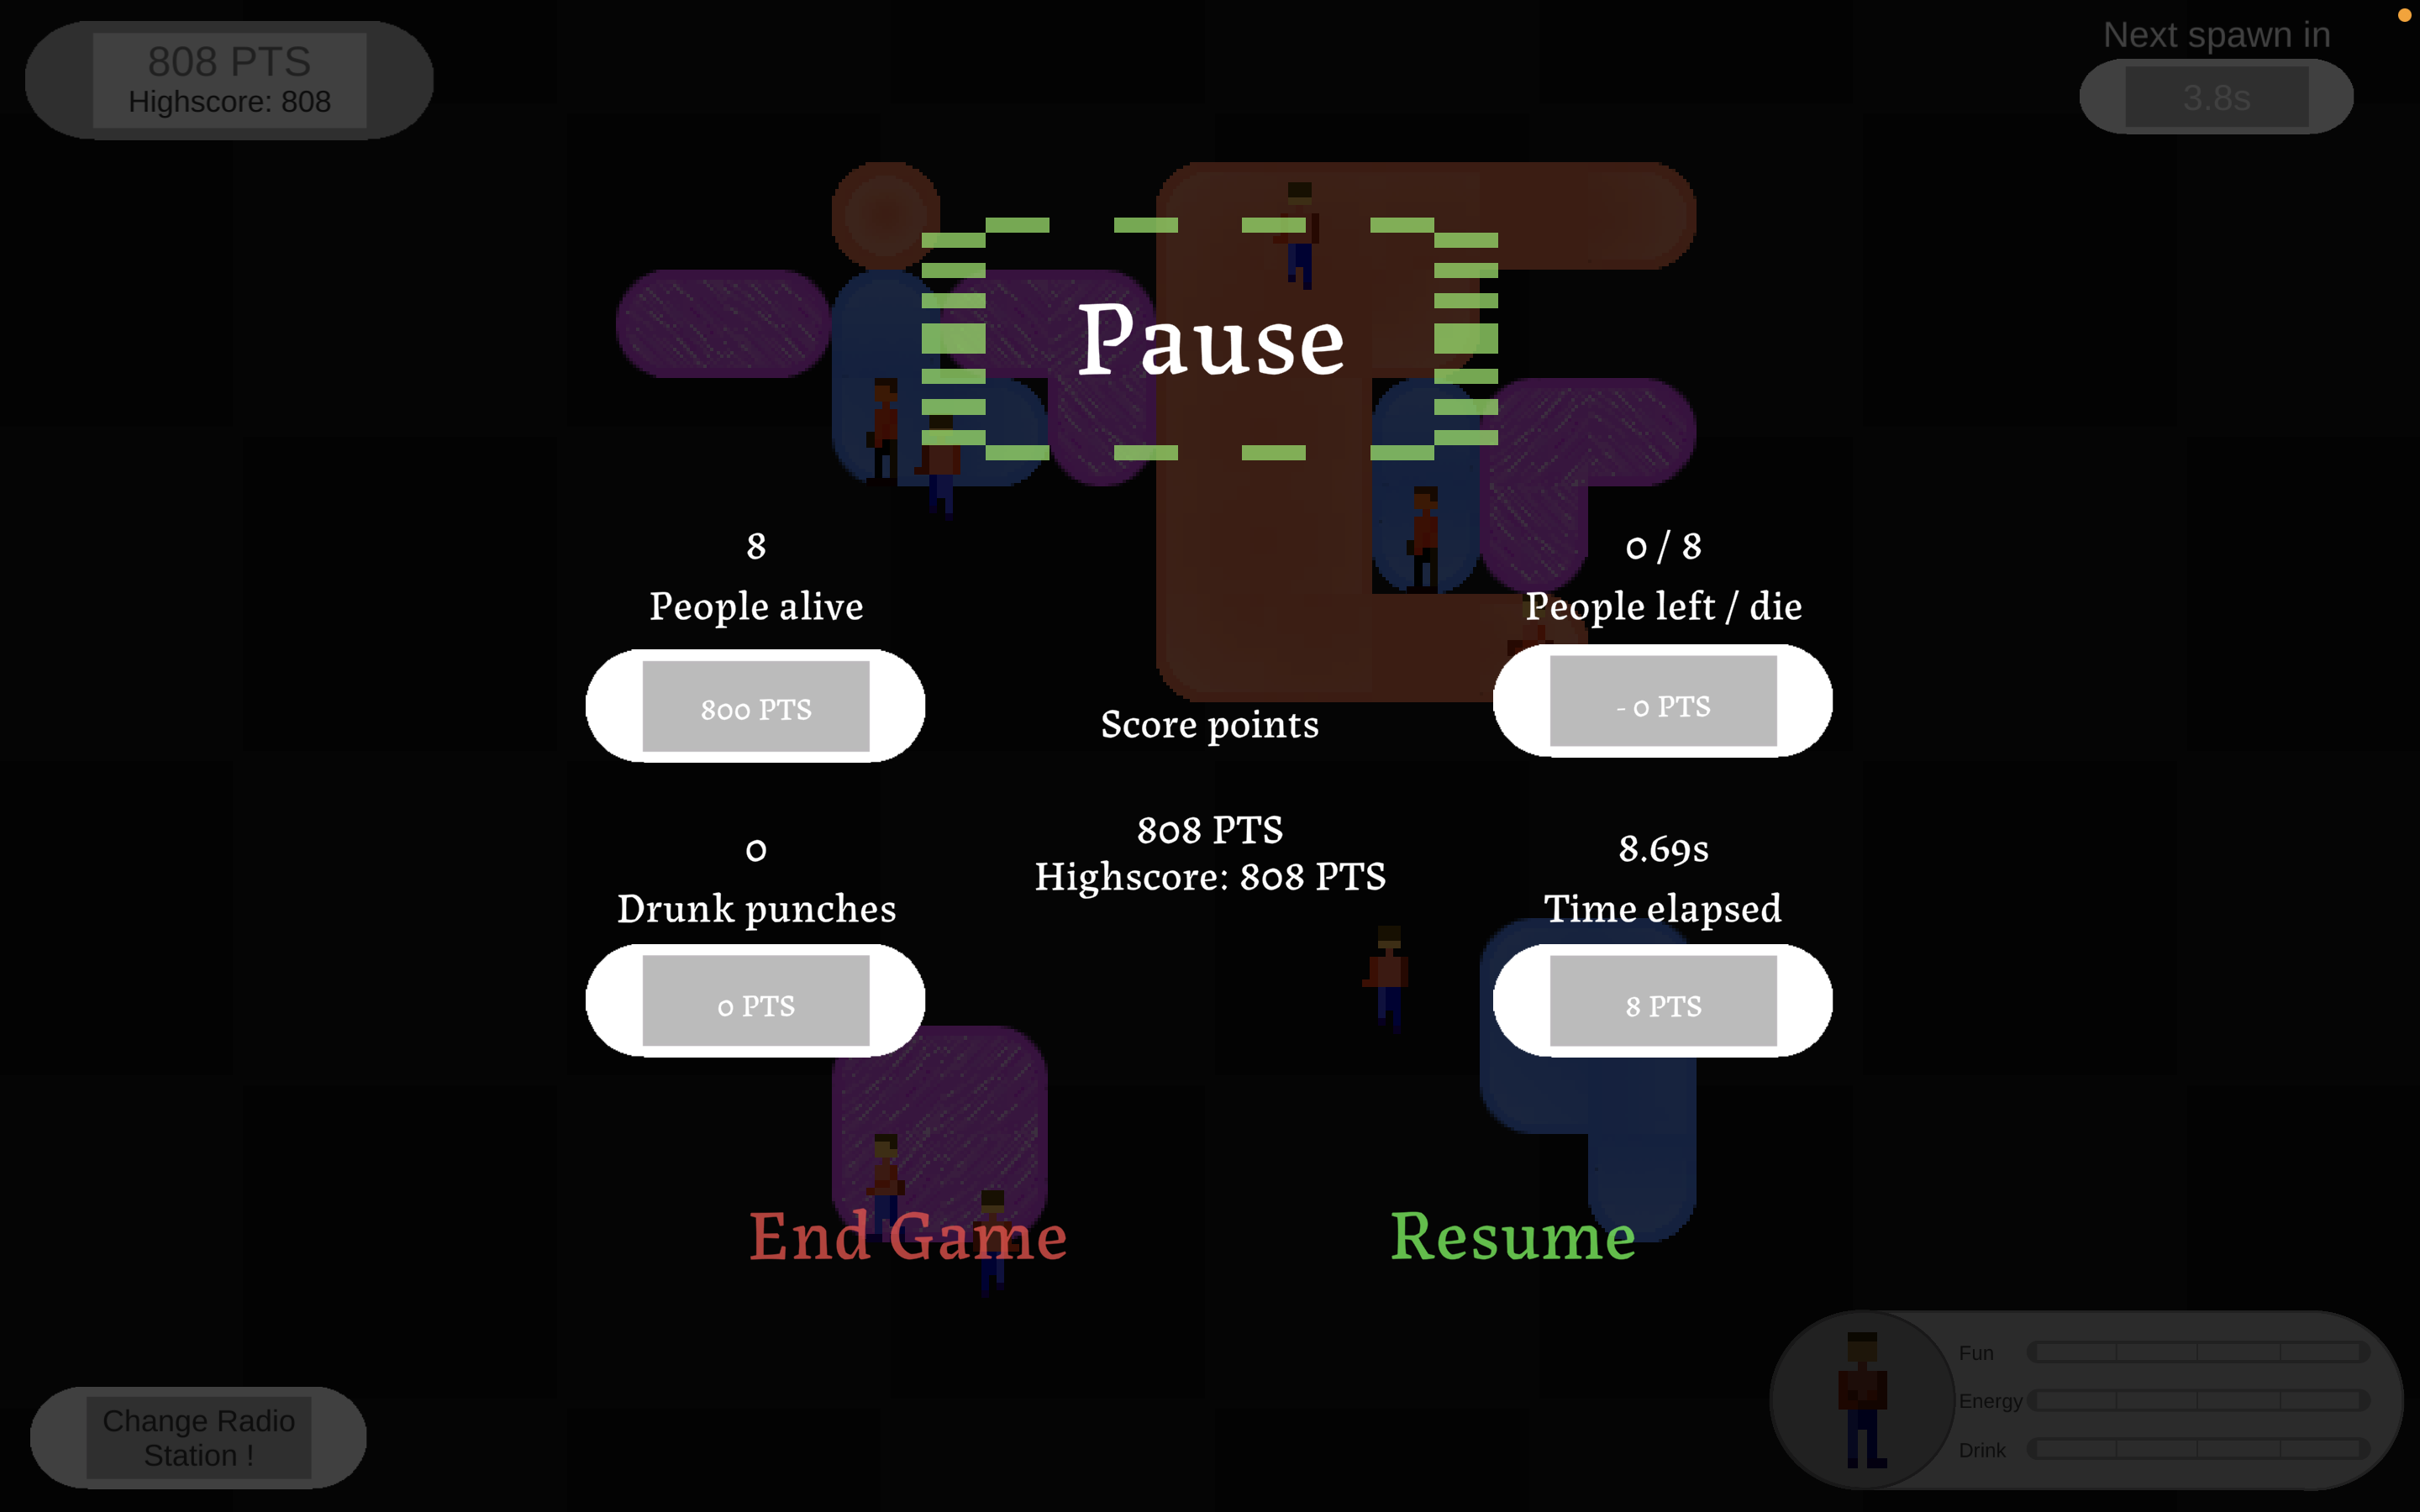 808 PTS
Highscore: 808
Next spawn in
3.8s
Pause
8
People alive
800 PTS
0 / 8
People left / die
- 0 PTS
Score points
808 PTS
Highscore: 808 PTS
0
Drunk punches
0 PTS
8.69s
Time elapsed
8 PTS
End Game
Resume
Change Radio
Station !
Fun
Energy
Drink